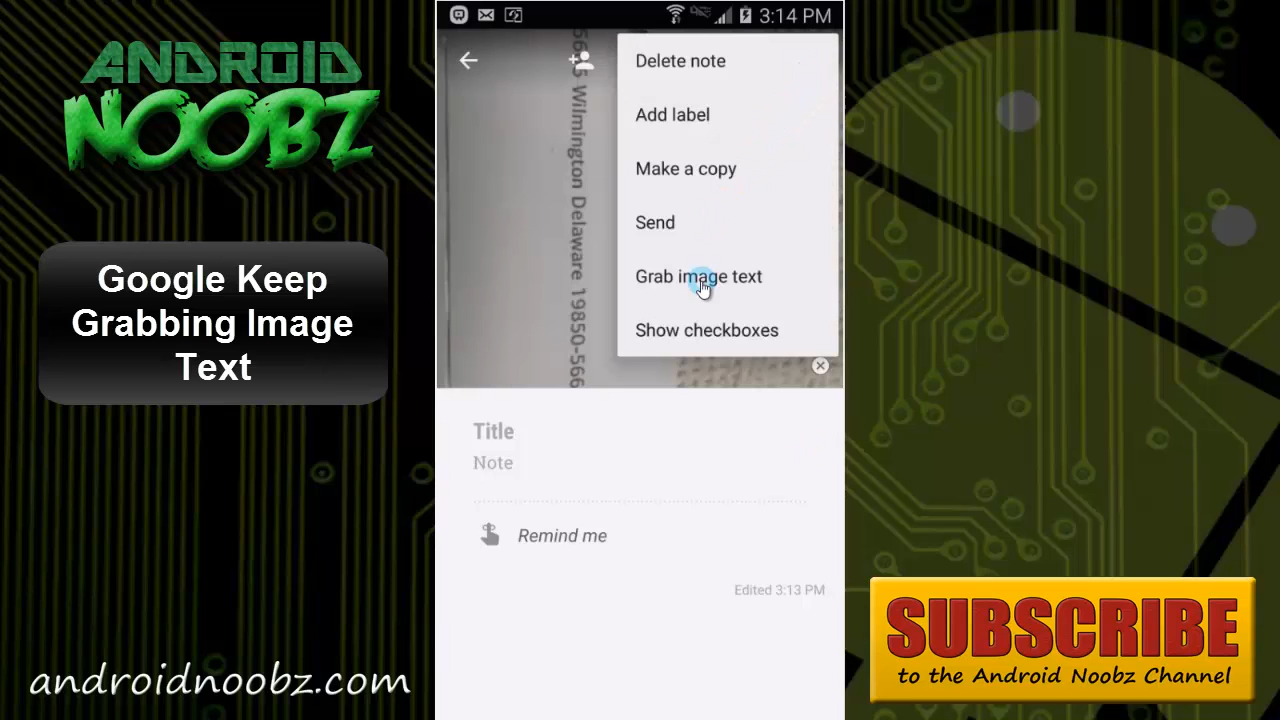 ANDROID
NOOBZ
Google Keep
Grabbing Image
Text
androidnoobz.com
3:14 PM
Wilmington Delaware 19850-566
Delete note
Add label
Make a copy
Send
Grab image text
Show checkboxes
Title
Note
Remind me
Edited 3:13 PM
SUBSCRIBE
to the Android Noobz Channel